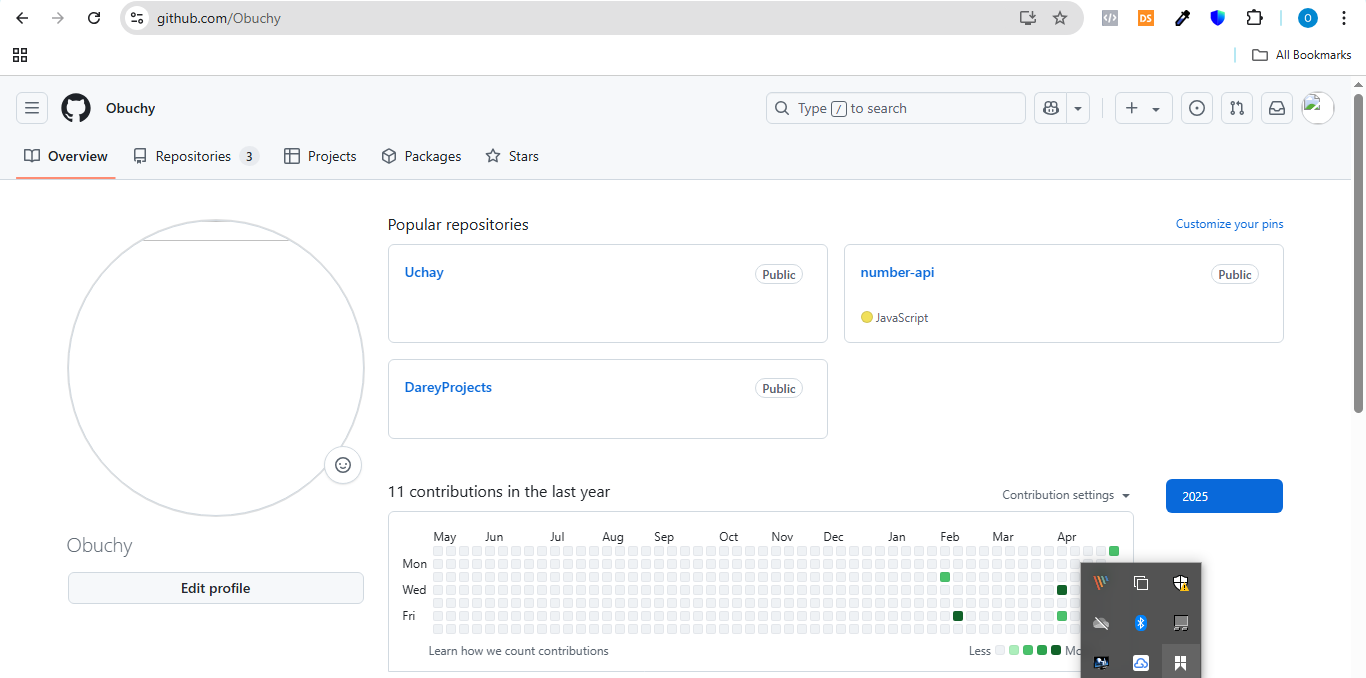 github.com/Obuchy
DS
O
All Bookmarks
Obuchy
Type / to search
Overview
Repositories 3
Projects
Packages
Stars
Popular repositories
Customize your pins
Uchay
Public
number-api
Public
JavaScript
DareyProjects
Public
11 contributions in the last year
Contribution settings
2025
May Jun Jul Aug Sep Oct Nov Dec Jan Feb Mar Apr
Mon
Wed
Fri
Learn how we count contributions
Less
Obuchy
Edit profile